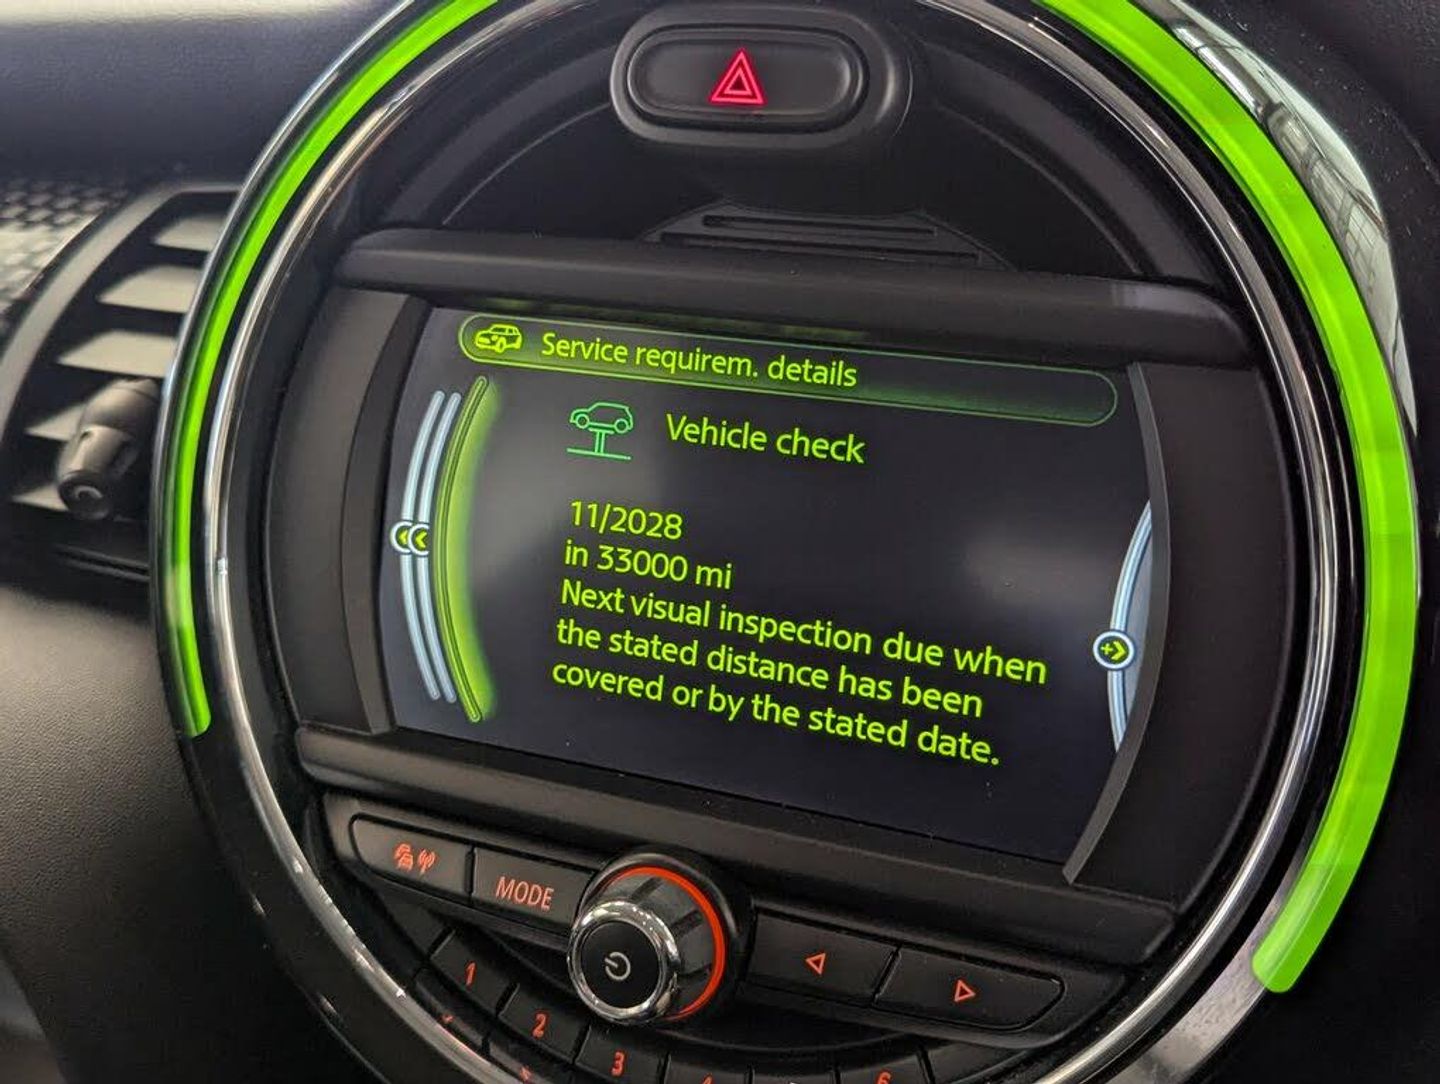 Service requirem. details
Vehicle check
11/2028
in 33000 mi
Next visual inspection due when
the stated distance has been
covered or by the stated date.
MODE
1
2
3
6